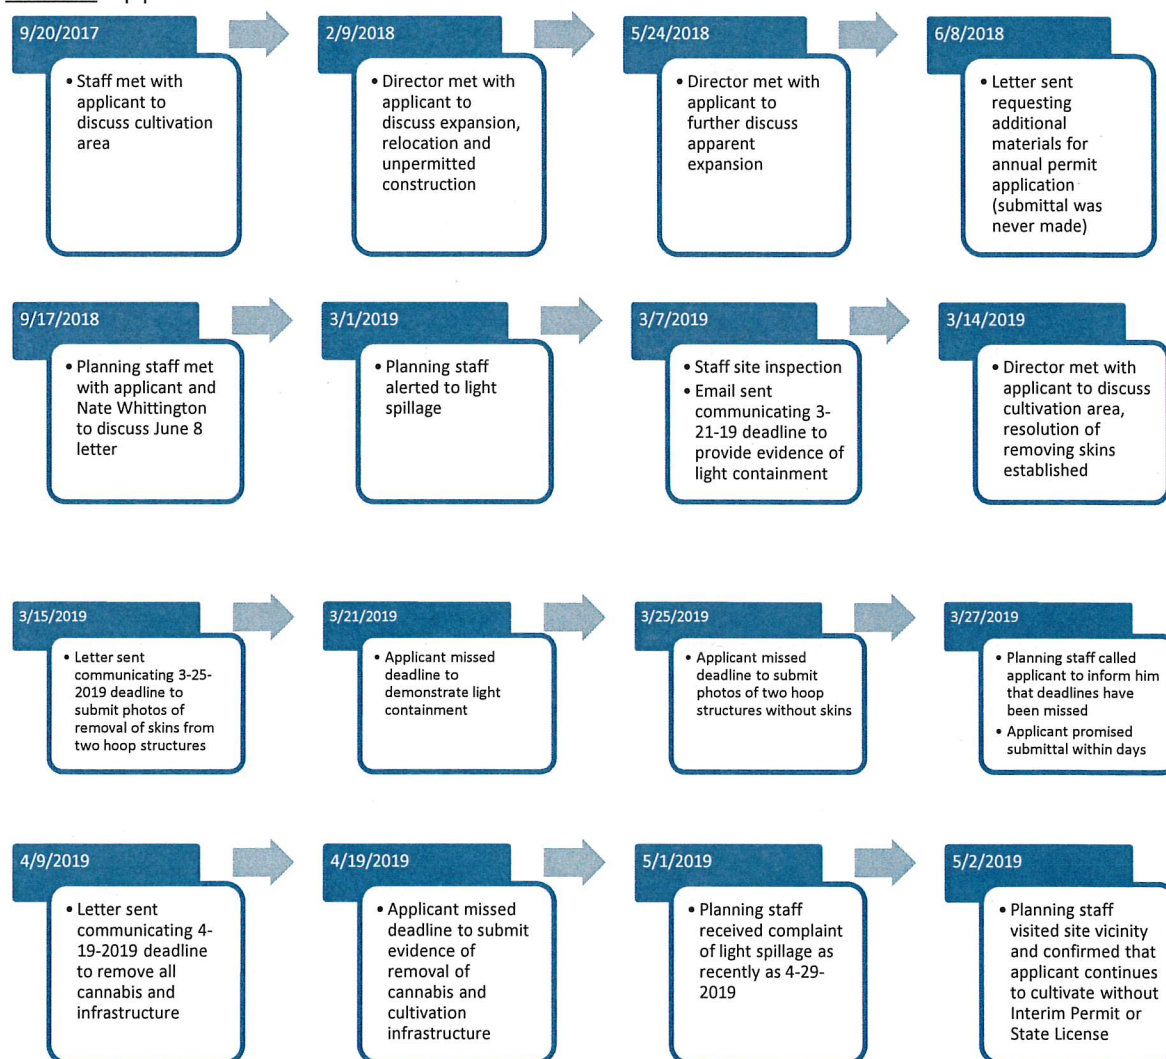 9/20/2017
• Staff met with
applicant to
discuss cultivation
area
2/9/2018
• Director met with
applicant to
discuss expansion,
relocation and
unpermitted
construction
5/24/2018
• Director met with
applicant to
further discuss
apparent
expansion
6/8/2018
• Letter sent
requesting
additional
materials for
annual permit
application
(submittal was
never made)
9/17/2018
• Planning staff met
with applicant and
Nate Whittington
to discuss June 8
letter
3/1/2019
• Planning staff
alerted to light
spillage
3/7/2019
• Staff site inspection
• Email sent
communicating 3-
21-19 deadline to
provide evidence of
light containment
3/14/2019
• Director met with
applicant to discuss
cultivation area,
resolution of
removing skins
established
3/15/2019
• Letter sent
communicating 3-25-
2019 deadline to
submit photos of
removal of skins from
two hoop structures
3/21/2019
• Applicant missed
deadline to
demonstrate light
containment
3/25/2019
• Applicant missed
deadline to submit
photos of two hoop
structures without skins
3/27/2019
• Planning staff called
applicant to inform him
that deadlines have
been missed
• Applicant promised
submittal within days
4/9/2019
• Letter sent
communicating 4-
19-2019 deadline
to remove all
cannabis and
infrastructure
4/19/2019
• Applicant missed
deadline to submit
evidence of
removal of
cannabis and
cultivation
infrastructure
5/1/2019
• Planning staff
received complaint
of light spillage as
recently as 4-29-
2019
5/2/2019
• Planning staff
visited site vicinity
and confirmed that
applicant continues
to cultivate without
Interim Permit or
State License